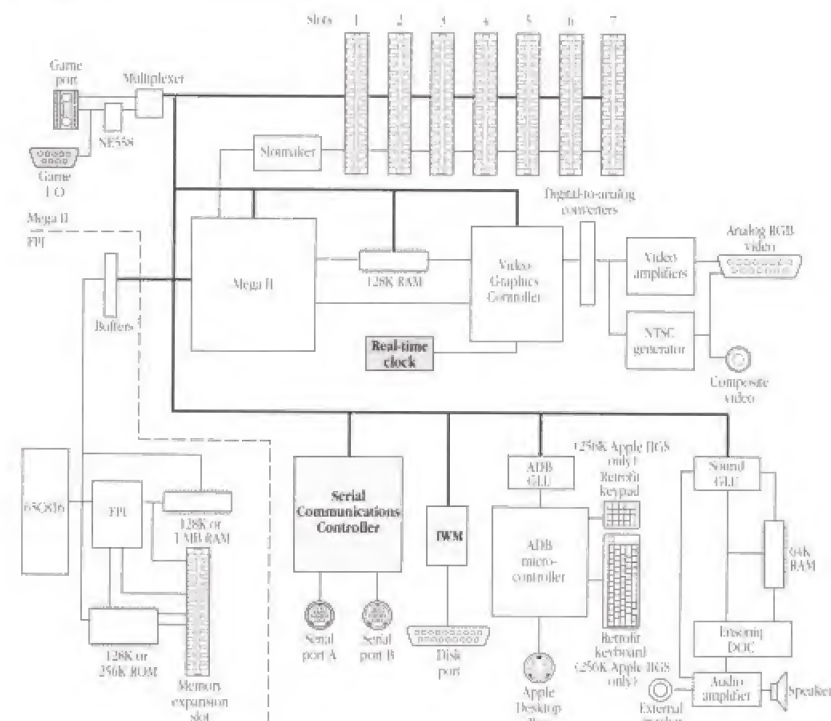 Slots 1 2 3 4 5 6 7
Game
port
Multiplexer
NE558
Game
I/O
Slotmaker
Mega II
FPI
Buffers
Mega II
128K RAM
Video
Graphics
Controller
Digital-to-analog
converters
Video
amplifiers
Analog RGB
video
NTSC
generator
Composite
video
Real-time
clock
65C816
FPI
128K or
1 MB RAM
128K or
256K ROM
Memory
expansion
slot
Serial
Communications
Controller
Serial
port A
Serial
port B
IWM
Disk
port
ADB
GLU
(256K Apple IIGS
only)
Retrofit
keypad
ADB
micro-
controller
Retrofit
keyboard
(256K Apple IIGS
only)
Apple
Desktop
Sound
GLU
64K
RAM
Ensoniq
DOC
Audio
amplifier
Speaker
External